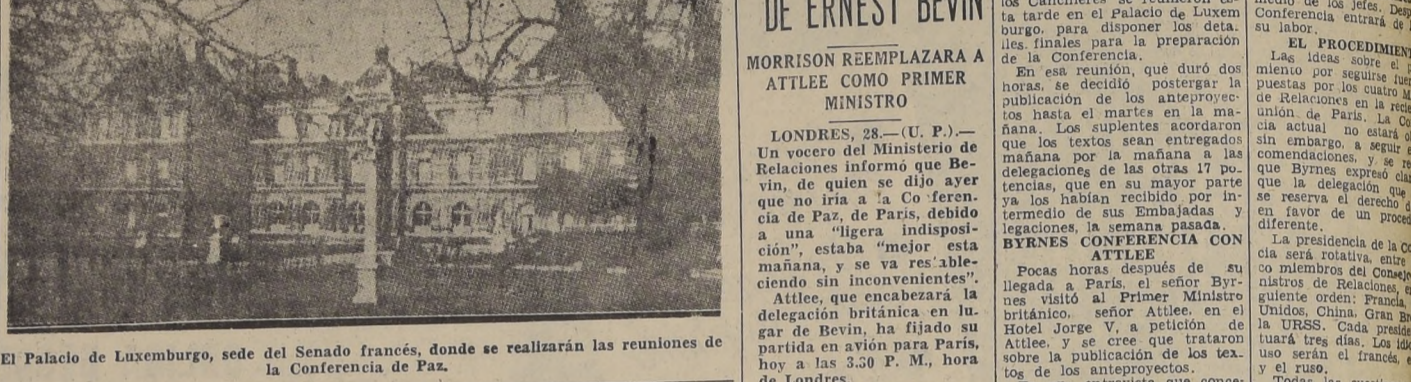 El Palacio de Luxemburgo, sede del Senado francés, donde se realizarán las reuniones de
la Conferencia de Paz.
DE ERNEST BEVIN
MORRISON REEMPLAZARA A
ATTLEE COMO PRIMER
MINISTRO
LONDRES, 28.—(U. P.).—
Un vocero del Ministerio de
Relaciones informó que Be-
vin, de quien se dijo ayer
que no iría a la Co feren-
cia de Paz, de París, debido
a una "ligera indisposi-
ción", estaba "mejor esta
mañana, y se va res able-
ciendo sin inconvenientes".
Attlee, que encabezará la
delegación británica en lu-
gar de Bevin, ha fijado su
partida en avión para París,
hoy a las 3.30 P. M., hora
de Londres
ta tarde en el Palacio de Luxem
burgo, para disponer los deta-
lles finales para la preparación
de la Conferencia.
En esa reunión, que duró dos
horas, se decidió postergar la
publicación de los anteproyec-
tos hasta el martes en la ma-
ñana. Los suplentes acordaron
que los textos sean entregados
mañana por la mañana a las
delegaciones de las otras 17 po-
tencias, que en su mayor parte
ya los habían recibido por in-
termedio de sus Embajadas y
legaciones, la semana pasada.
BYRNES CONFERENCIA CON
ATTLEE
Pocas horas después de su
llegada a París, el señor Byr-
nes visitó al Primer Ministro
británico, señor Attlee, en el
Hotel Jorge V, a petición de
Attlee, y se cree que trataron
sobre la publicación de los tex-
tos de los anteproyectos.
de los jefes.
Conferencia entrará de
su labor.
EL PROCEDIMIENT
Las ideas sobre el
miento por seguirse fue
puestas por los cuatro M
de Relaciones en la recie
unión de París. La Co
cia actual no estará o
sin embargo, a seguir
comendaciones, y se re
que Byrnes expresó cla
que la delegación que
se reserva el derecho d
en favor de un proced
diferente.
La presidencia de la Co
cia será rotativa, entre
co miembros del Consejo
nistros de Relaciones, e
guiente orden: Francia,
Unidos, China, Gran Br
la URSS. Cada preside
tuará tres días. Los idio
uso serán el francés, e
y el ruso.